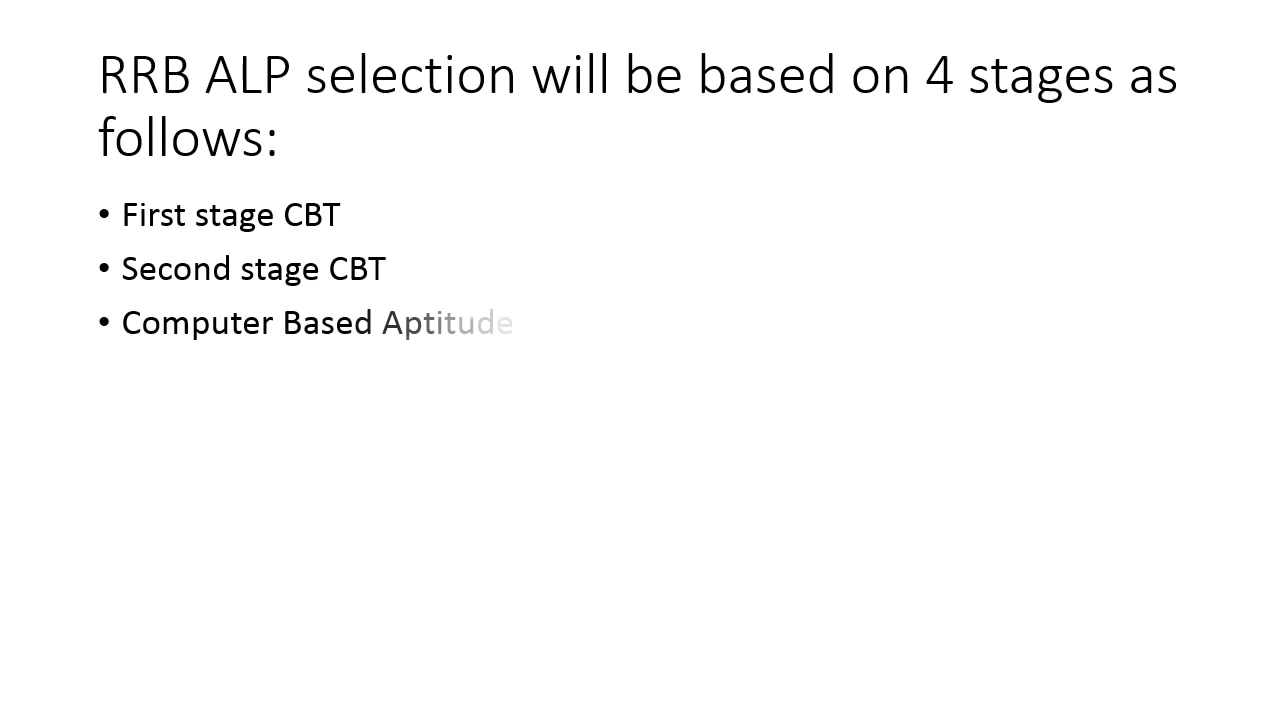 RRB ALP selection will be based on 4 stages as
follows:
• First stage CBT
• Second stage CBT
• Computer Based Aptitude